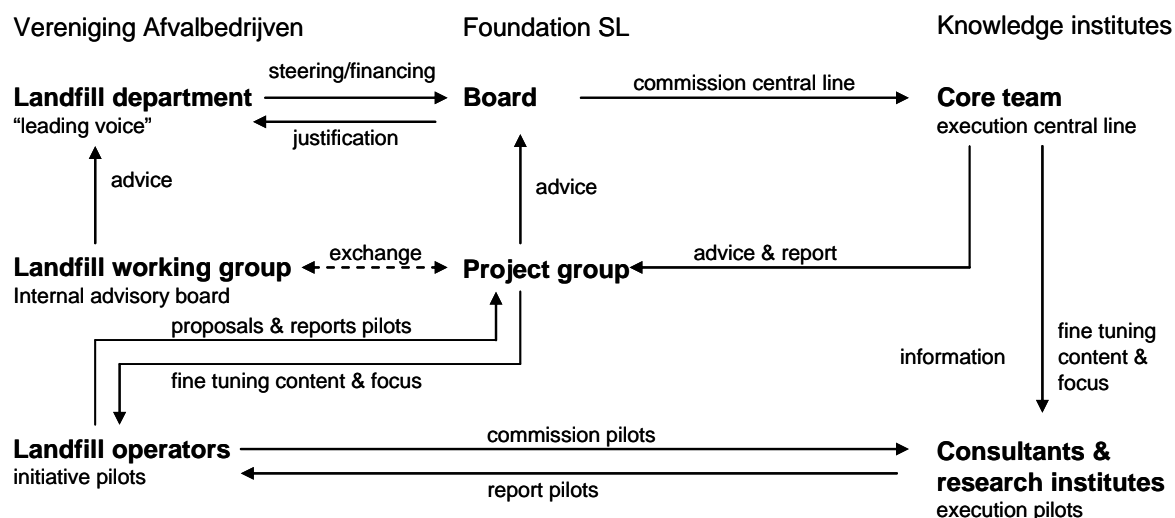 Vereniging Afvalbedrijven
Foundation SL
Knowledge institutes
steering/financing
commission central line
Landfill department
"leading voice"
Board
Core team
execution central line
justification
advice
advice
Landfill working group
Internal advisory board
exchange
Project group
advice & report
proposals & reports pilots
information
fine tuning
content &
focus
fine tuning content & focus
Landfill operators
initiative pilots
commission pilots
report pilots
Consultants &
research institutes
execution pilots